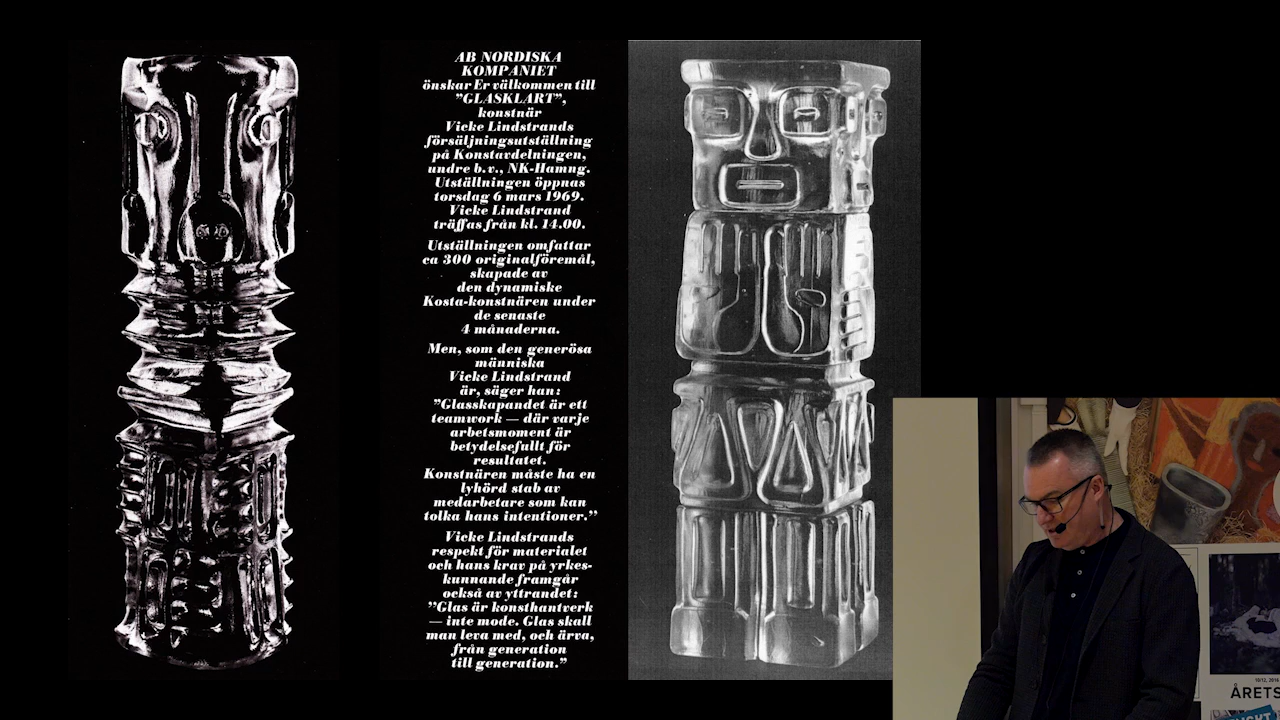 AB NORDISKA
KOMPANIET
önskar Er välkommen till
”GLASKLART”,
konstnär
Vicke Lindstrands
försäljningsutställning
på Konstavdelningen,
undre b.v., NK-Hamng.
Utställningen öppnas
torsdag 6 mars 1969.
Vicke Lindstrand
träffas från kl. 14.00.
Utställningen omfattar
ca 300 originalföremål,
skapade av
den dynamiske
Kosta-konstnären under
de senaste
4 månaderna.
Men, som den generösa
människa
Vicke Lindstrand
är, säger han:
”Glasskapandet är ett
teamwork — där varje
arbetsmoment är
betydelsefullt för
resultatet.
Konstnären måste ha en
lyhörd stab av
medarbetare som kan
tolka hans intentioner.”
Vicke Lindstrands
respekt för materialet
och hans krav på yrkes-
kunnande framgår
också av yttrandet:
”Glas är konsthantverk
— inte mode. Glas skall
man leva med, och ärva,
från generation
till generation.”
ÅRETS